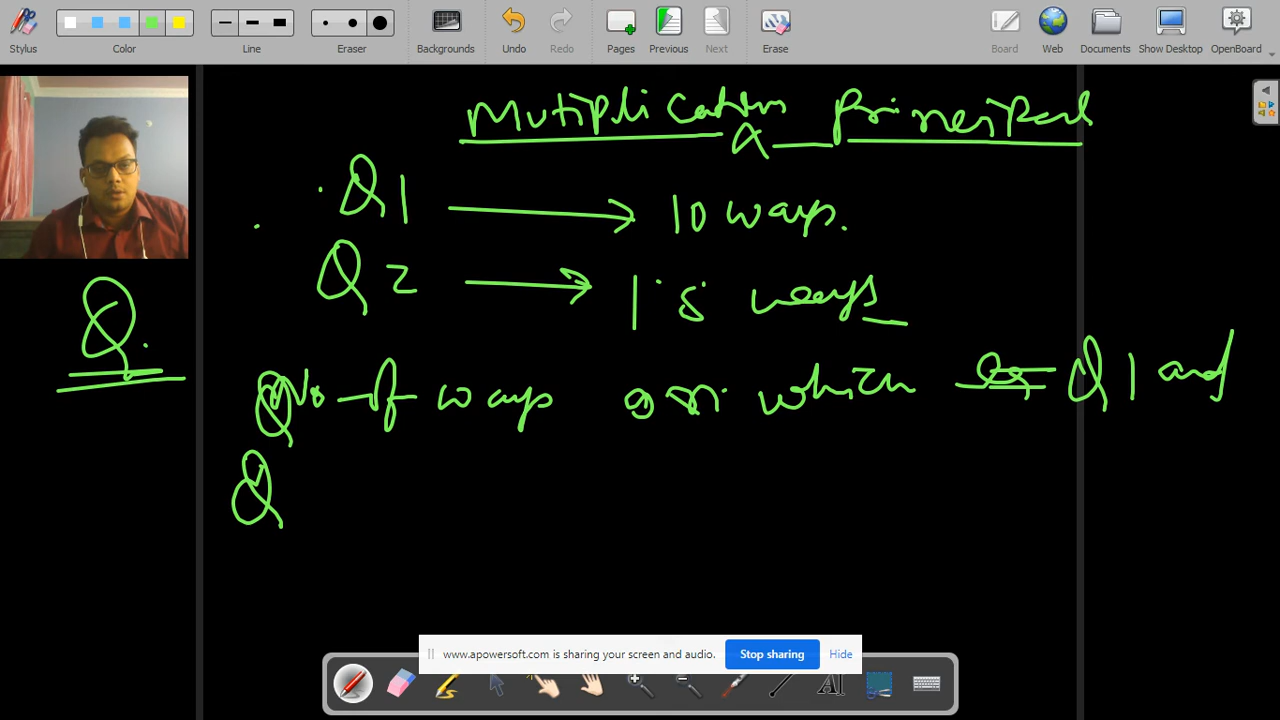 Stylus Color Line Eraser Backgrounds Undo Redo Pages Previous Next Erase Board Web Documents Show Desktop OpenBoard
Mutiplication Principal
Q1 → 10 ways.
Q2 → 15 ways
Q.
No of ways in which Q1 and
Q
www.apowersoft.com is sharing your screen and audio. Stop sharing Hide